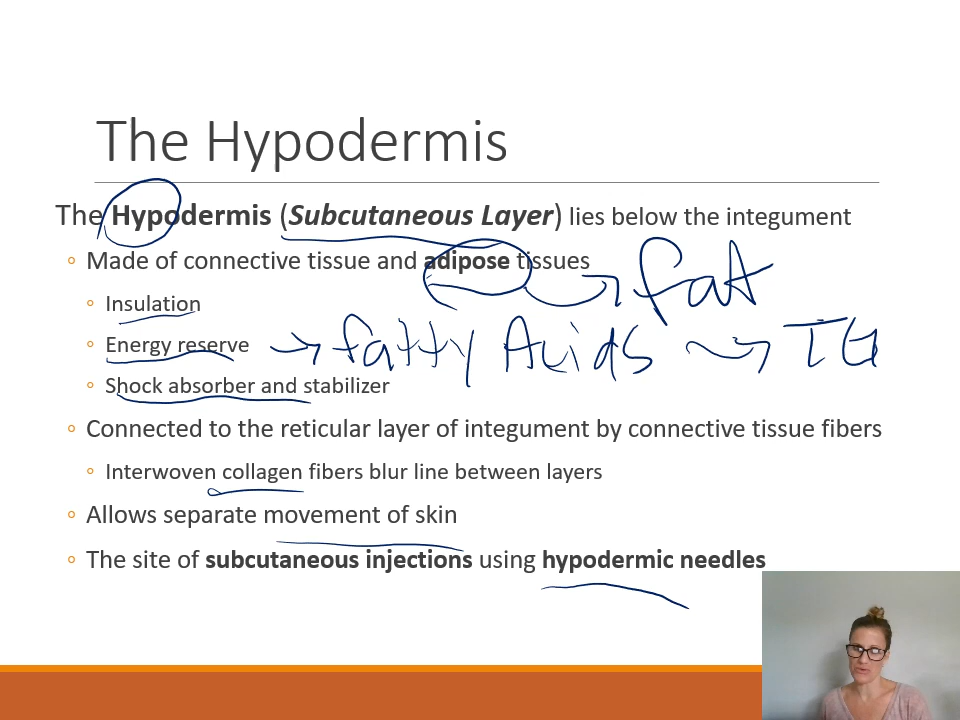 The Hypodermis
The Hypodermis (Subcutaneous Layer) lies below the integument
◦ Made of connective tissue and adipose tissues
fat
◦ Insulation
◦ Energy reserve → fatty Acids → TG
◦ Shock absorber and stabilizer
◦ Connected to the reticular layer of integument by connective tissue fibers
◦ Interwoven collagen fibers blur line between layers
◦ Allows separate movement of skin
◦ The site of subcutaneous injections using hypodermic needles